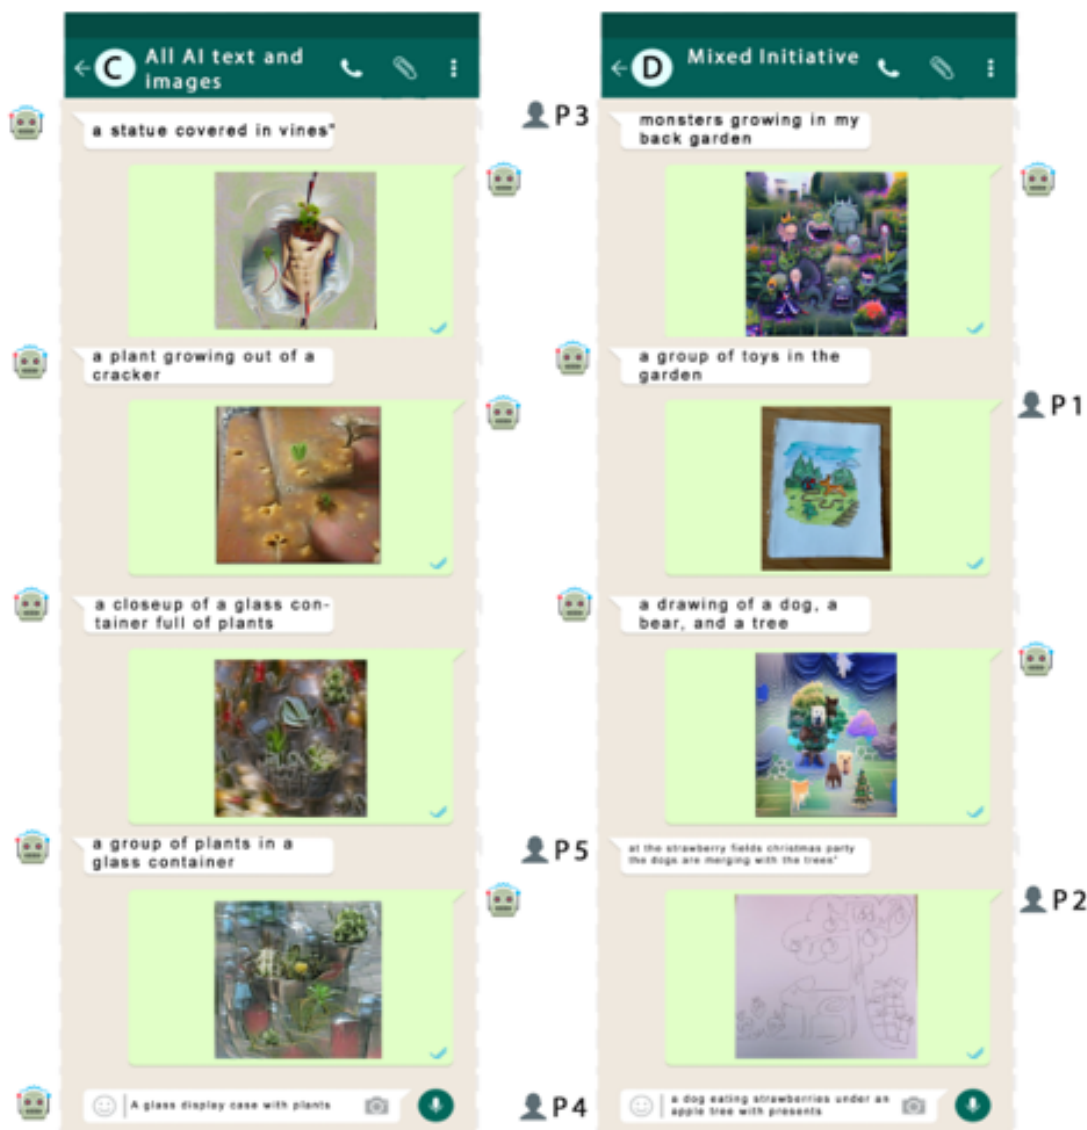 C
All AI text and
images
a statue covered in vines"
a plant growing out of a
cracker
a closeup of a glass con-
tainer full of plants
a group of plants in a
glass container
A glass display case with plants
D
Mixed Initiative
P3
monsters growing in my
back garden
a group of toys in the
garden
P1
a drawing of a dog, a
bear, and a tree
P5
at the strawberry fields christmas party
the dogs are merging with the trees"
P2
P4
a dog eating strawberries under an
apple tree with presents